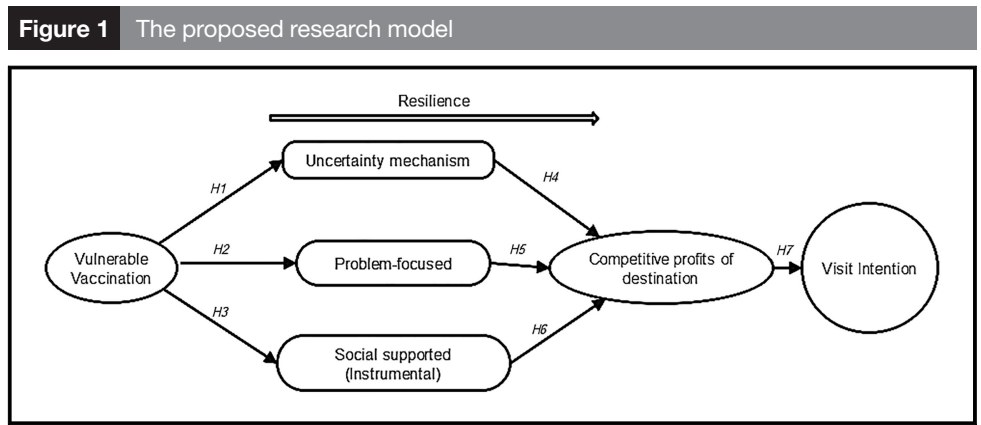 Figure 1 The proposed research model
Resilience
Uncertainty mechanism
H1
H4
Vulnerable
Vaccination
H2
Problem-focused
H5
Competitive profits of
destination
H7
Visit Intention
H3
Social supported
(Instrumental)
H6